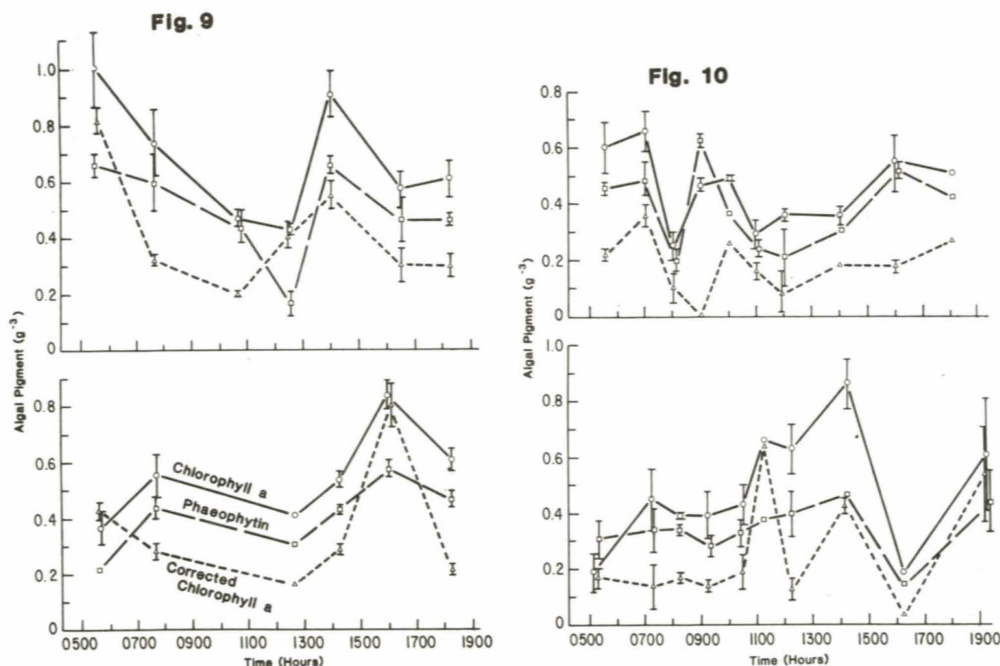 Fig. 9
1.0
0.8
0.6
0.4
0.2
0
Algal Pigment (g⁻³)
0.8
0.6
0.4
0.2
0
Chlorophyll a
Phaeophytin
Corrected
Chlorophyll a
0500 0700 0900 1100 1300 1500 1700 1900
Time (Hours)
Fig. 10
0.8
0.6
0.4
0.2
0
Algal Pigment (g⁻³)
1.0
0.8
0.6
0.4
0.2
0
0500 0700 0900 1100 1300 1500 1700 1900
Time (Hours)